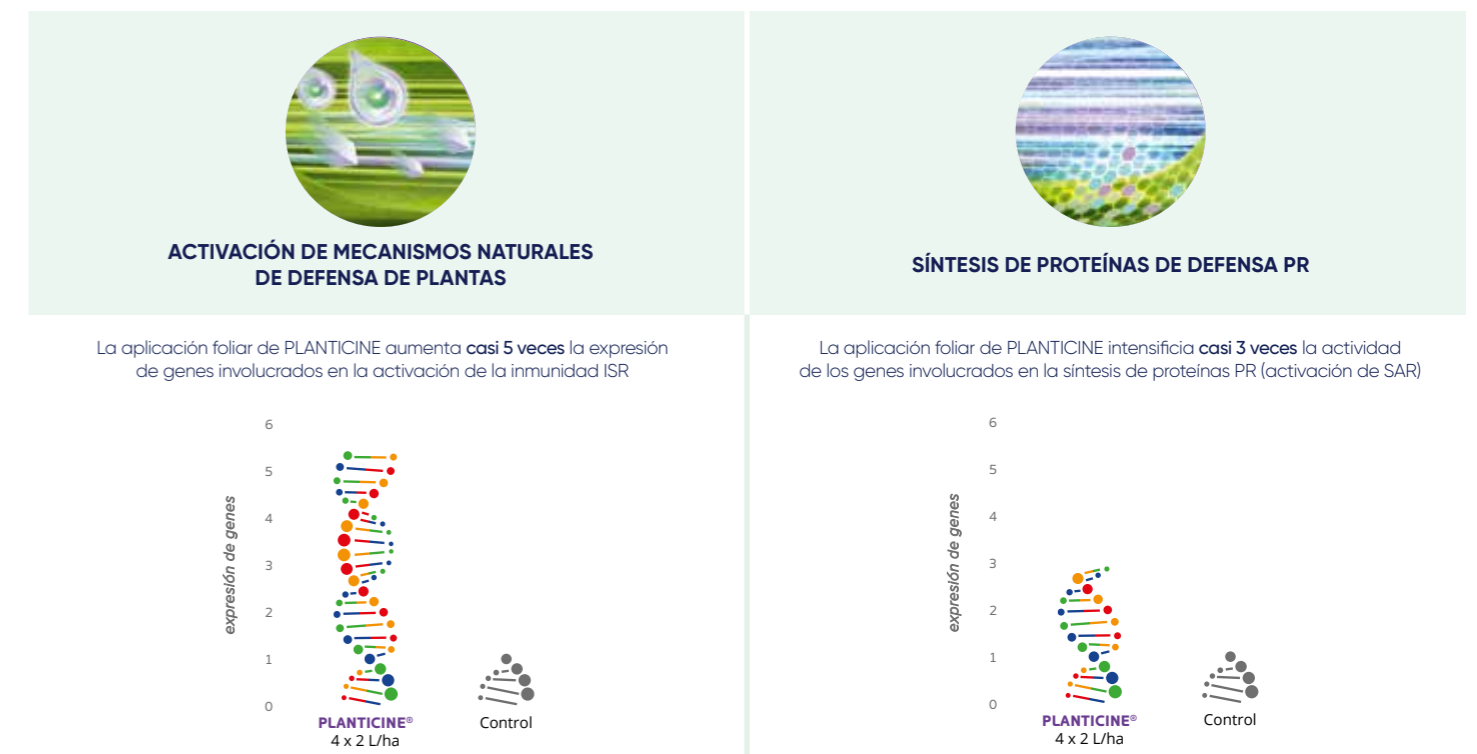 ACTIVACIÓN DE MECANISMOS NATURALES
DE DEFENSA DE PLANTAS
La aplicación foliar de PLANTICINE aumenta casi 5 veces la expresión
de genes involucrados en la activación de la inmunidad ISR
expresión de genes
6
5
4
3
2
1
0
PLANTICINE®
4 x 2 L/ha
Control
SÍNTESIS DE PROTEÍNAS DE DEFENSA PR
La aplicación foliar de PLANTICINE intensificia casi 3 veces la actividad
de los genes involucrados en la síntesis de proteínas PR (activación de SAR)
expresión de genes
6
5
4
3
2
1
0
PLANTICINE®
4 x 2 L/ha
Control